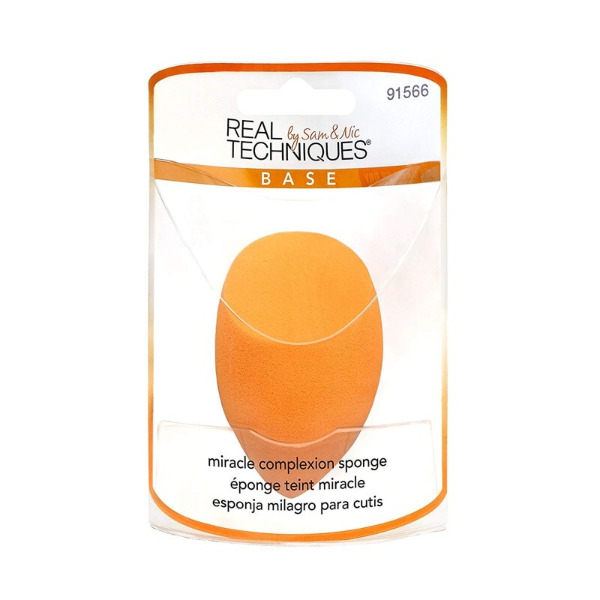 91566
REAL by Sam & Nic
TECHNIQUES®
BASE
miracle complexion sponge
éponge teint miracle
esponja milagro para cutis